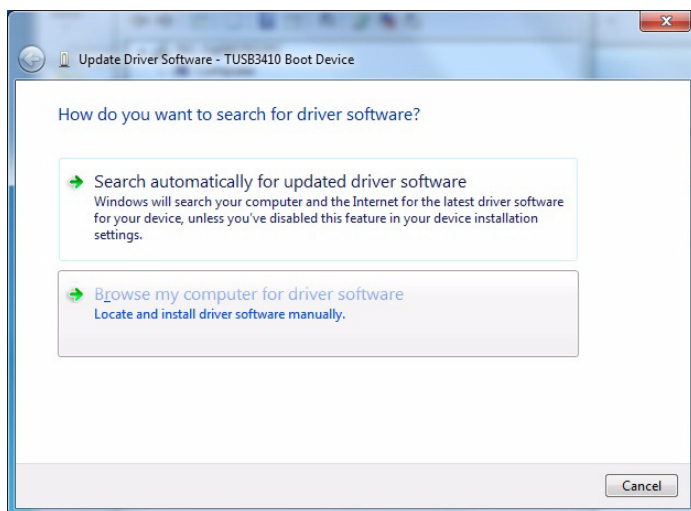 Update Driver Software - TUSB3410 Boot Device
How do you want to search for driver software?
Search automatically for updated driver software
Windows will search your computer and the Internet for the latest driver software
for your device, unless you've disabled this feature in your device installation
settings.
Browse my computer for driver software
Locate and install driver software manually.
Cancel